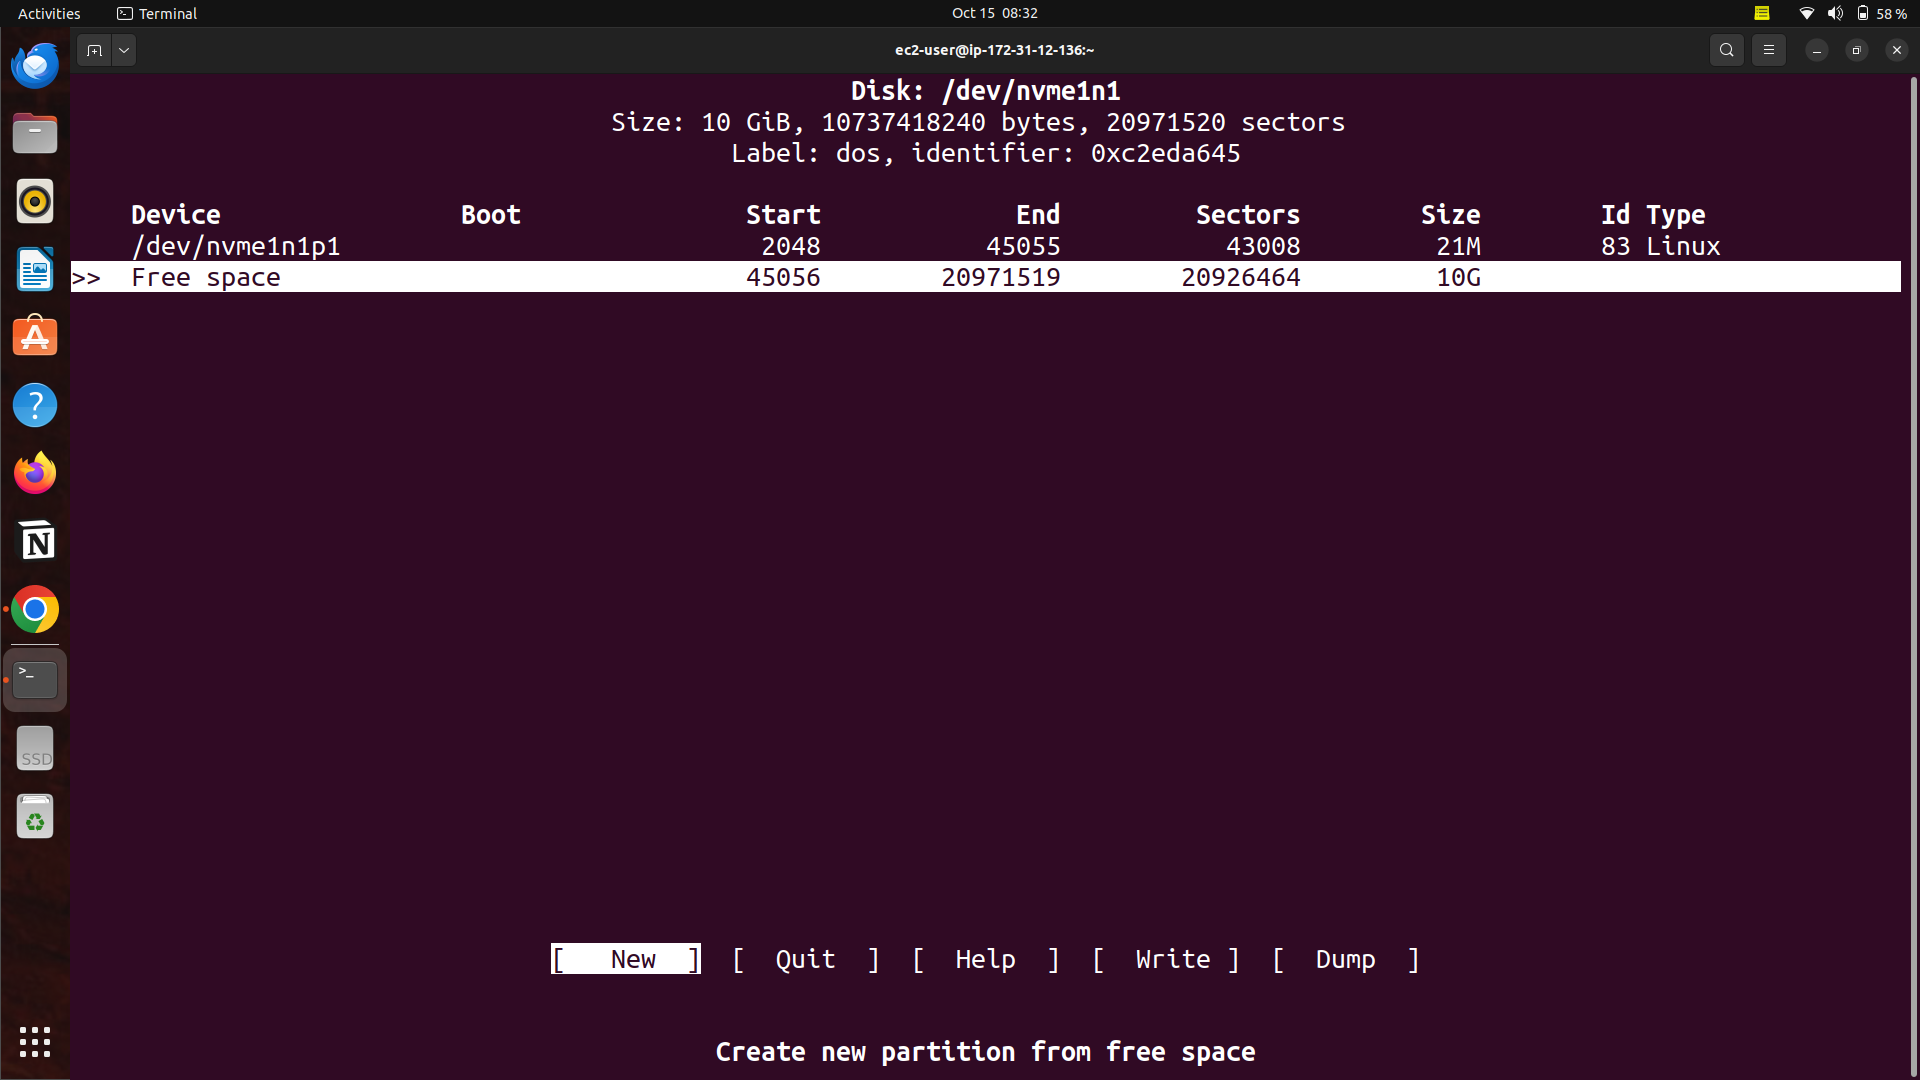 Activities Terminal Oct 15 08:32 58 %
ec2-user@ip-172-31-12-136:~
Disk: /dev/nvme1n1
Size: 10 GiB, 10737418240 bytes, 20971520 sectors
Label: dos, identifier: 0xc2eda645
Device Boot Start End Sectors Size Id Type
/dev/nvme1n1p1 2048 45055 43008 21M 83 Linux
>> Free space 45056 20971519 20926464 10G
[ New ] [ Quit ] [ Help ] [ Write ] [ Dump ]
Create new partition from free space
?
N
>_
SSD